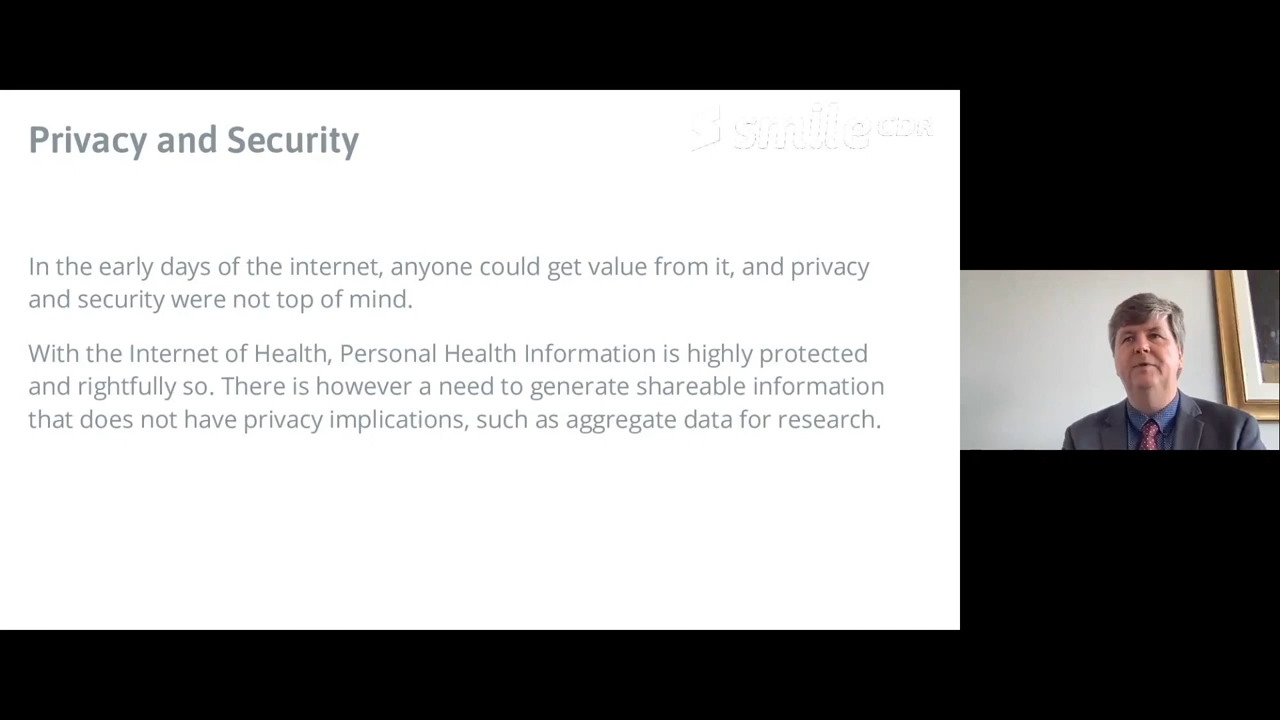 Privacy and Security
smile CDR
In the early days of the internet, anyone could get value from it, and privacy
and security were not top of mind.
With the Internet of Health, Personal Health Information is highly protected
and rightfully so. There is however a need to generate shareable information
that does not have privacy implications, such as aggregate data for research.